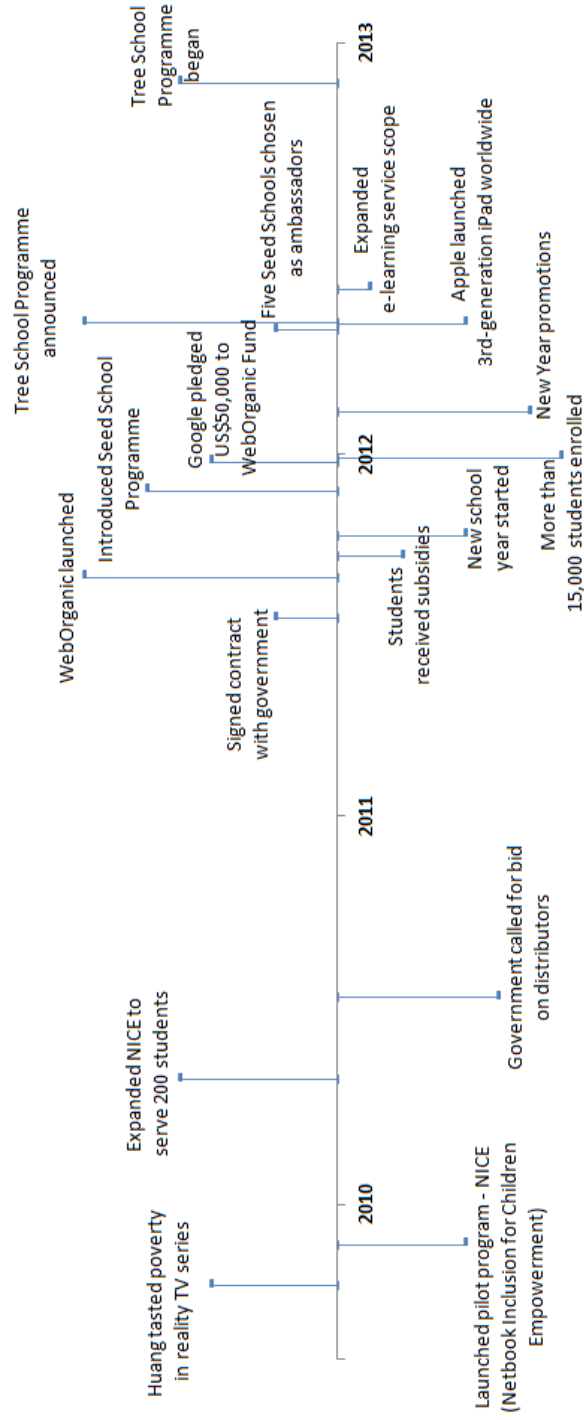 Huang tasted poverty
in reality TV series
Launched pilot program - NICE
(Netbook Inclusion for Children
Empowerment)
2010
Expanded NICE to
serve 200 students
Government called for bid
on distributors
2011
Signed contract
with government
WebOrganic launched
Students
received subsidies
New school
year started
Introduced Seed School
Programme
Google pledged
US$50,000 to
WebOrganic Fund
More than
15,000 students enrolled
2012
New Year promotions
Five Seed Schools chosen
as ambassadors
Tree School Programme
announced
Apple launched
3rd-generation iPad worldwide
Expanded
e-learning service scope
Tree School
Programme
began
2013